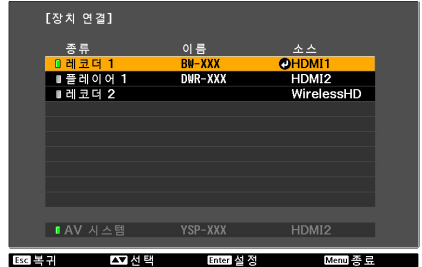 [장치 연결]
종류 이름 소스
레코더 1 BW-XXX HDMI1
플레이어 1 DWR-XXX HDMI2
레코더 2 WirelessHD
AV 시스템 YSP-XXX HDMI2
Esc 복귀 선택 Enter 설정 Menu 종료